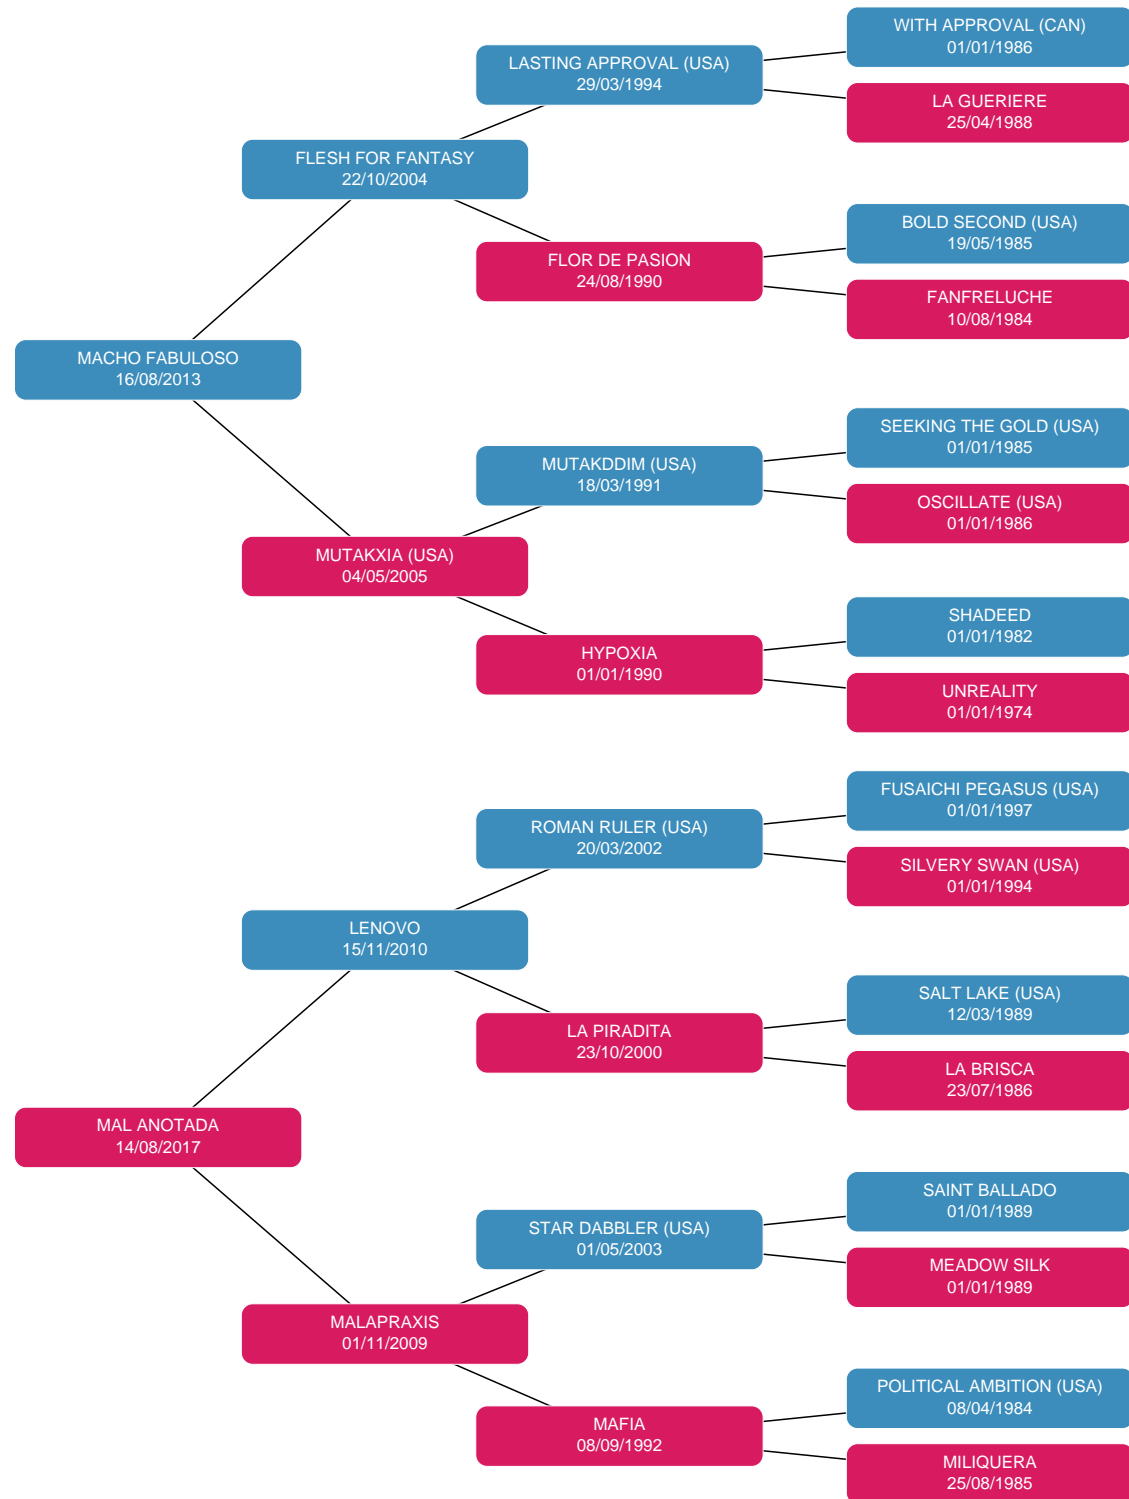 WITH APPROVAL (CAN)
01/01/1986
LASTING APPROVAL (USA)
29/03/1994
LA GUERIERE
25/04/1988
FLESH FOR FANTASY
22/10/2004
BOLD SECOND (USA)
19/05/1985
FLOR DE PASION
24/08/1990
FANFRELUCHE
10/08/1984
MACHO FABULOSO
16/08/2013
SEEKING THE GOLD (USA)
01/01/1985
MUTAKDDIM (USA)
18/03/1991
OSCILLATE (USA)
01/01/1986
MUTAKXIA (USA)
04/05/2005
SHADEED
01/01/1982
HYPOXIA
01/01/1990
UNREALITY
01/01/1974
FUSAICHI PEGASUS (USA)
01/01/1997
ROMAN RULER (USA)
20/03/2002
SILVERY SWAN (USA)
01/01/1994
LENOVO
15/11/2010
SALT LAKE (USA)
12/03/1989
LA PIRADITA
23/10/2000
LA BRISCA
23/07/1986
MAL ANOTADA
14/08/2017
SAINT BALLADO
01/01/1989
STAR DABBLER (USA)
01/05/2003
MEADOW SILK
01/01/1989
MALAPRAXIS
01/11/2009
POLITICAL AMBITION (USA)
08/04/1984
MAFIA
08/09/1992
MILIQUERA
25/08/1985